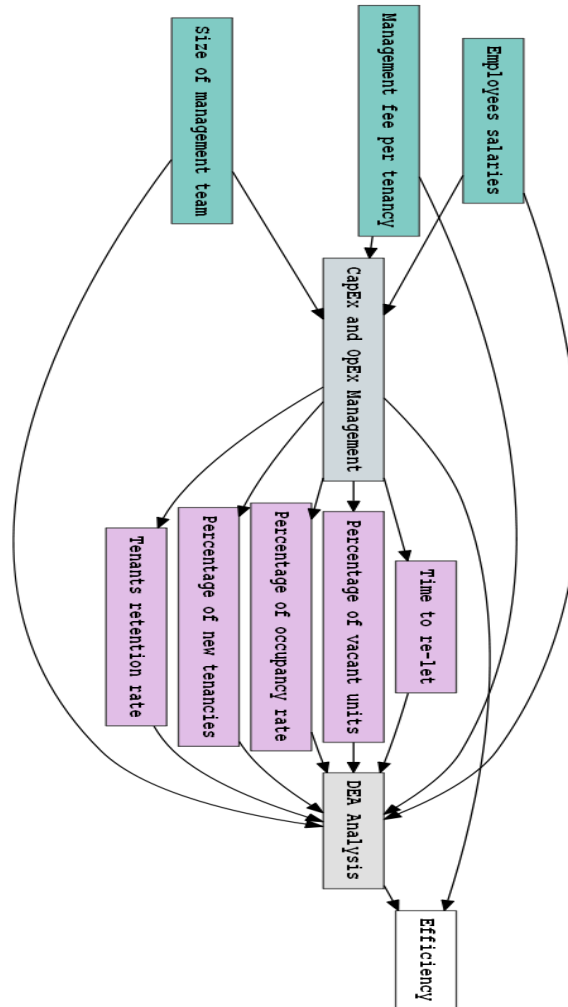 Size of management team
Management fee per tenancy
Employees salaries
CapEx and OpEx Management
Tenants retention rate
Percentage of new tenancies
Percentage of occupancy rate
Percentage of vacant units
Time to re-let
DEA Analysis
Efficiency